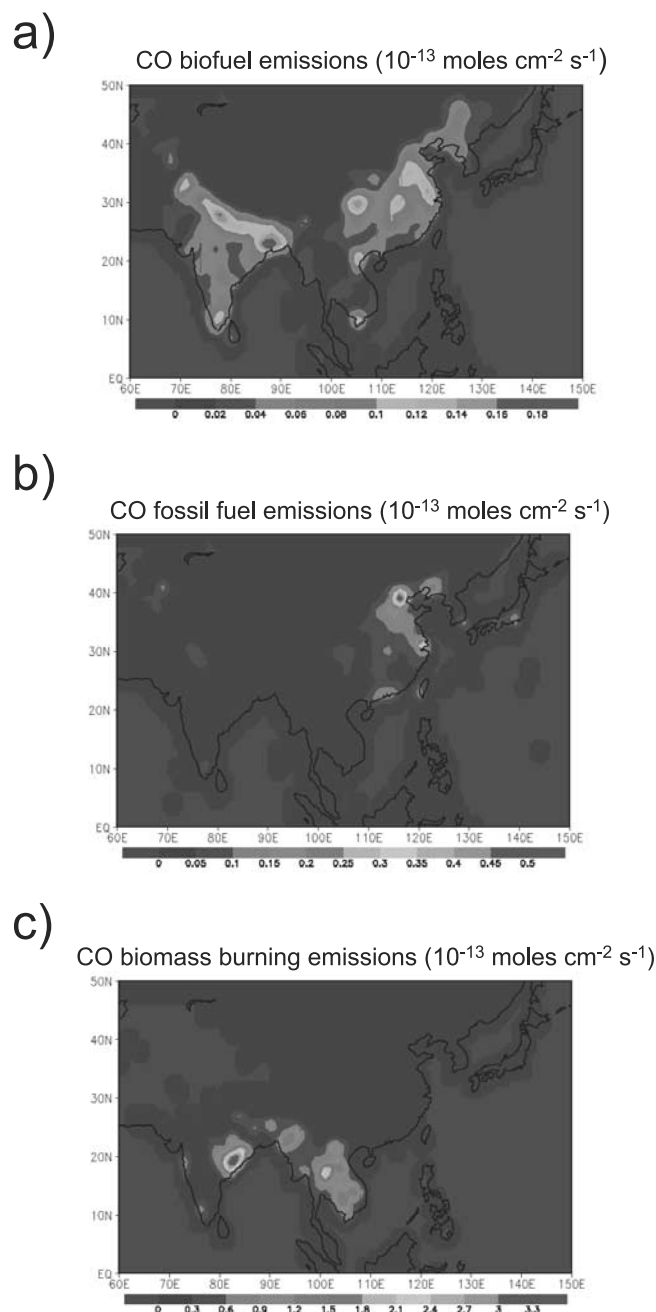 a)
CO biofuel emissions (10⁻¹³ moles cm⁻² s⁻¹)
50N
40N
30N
20N
10N
EQ
60E 70E 80E 90E 100E 110E 120E 130E 140E 150E
0 0.02 0.04 0.06 0.08 0.1 0.12 0.14 0.16 0.18
b)
CO fossil fuel emissions (10⁻¹³ moles cm⁻² s⁻¹)
50N
40N
30N
20N
10N
EQ
60E 70E 80E 90E 100E 110E 120E 130E 140E 150E
0 0.05 0.1 0.15 0.2 0.25 0.3 0.35 0.4 0.45 0.5
c)
CO biomass burning emissions (10⁻¹³ moles cm⁻² s⁻¹)
50N
40N
30N
20N
10N
EQ
60E 70E 80E 90E 100E 110E 120E 130E 140E 150E
0 0.3 0.6 0.9 1.2 1.5 1.8 2.1 2.4 2.7 3 3.3